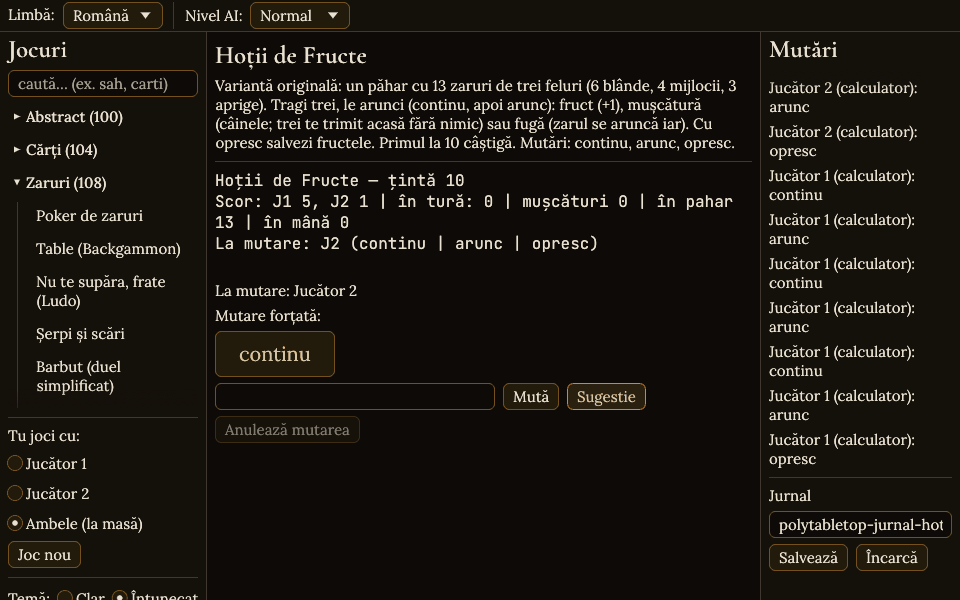 Limbă:
Română
Nivel AI:
Normal
Jocuri
caută... (ex. sah, carti)
Abstract (100)
Cărți (104)
Zaruri (108)
Poker de zaruri
Table (Backgammon)
Nu te supăra, frate
(Ludo)
Șerpi și scări
Barbut (duel
simplificat)
Tu joci cu:
Jucător 1
Jucător 2
Ambele (la masă)
Joc nou
Temă: Clar Întunecat
Hoții de Fructe
Variantă originală: un păhar cu 13 zaruri de trei feluri (6 blânde, 4 mijlocii, 3
aprige). Tragi trei, le arunci (continu, apoi arunc): fruct (+1), mușcătură
(câinele; trei te trimit acasă fără nimic) sau fugă (zarul se aruncă iar). Cu
opresc salvezi fructele. Primul la 10 câștigă. Mutări: continu, arunc, opresc.
Hoții de Fructe — țintă 10
Scor: J1 5, J2 1 | în tură: 0 | mușcături 0 | în pahar
13 | în mână 0
La mutare: J2 (continu | arunc | opresc)
La mutare: Jucător 2
Mutare forțată:
continu
Mută
Sugestie
Anulează mutarea
Mutări
Jucător 2 (calculator):
arunc
Jucător 2 (calculator):
opresc
Jucător 1 (calculator):
continu
Jucător 1 (calculator):
arunc
Jucător 1 (calculator):
continu
Jucător 1 (calculator):
arunc
Jucător 1 (calculator):
continu
Jucător 1 (calculator):
arunc
Jucător 1 (calculator):
opresc
Jurnal
polytabletop-jurnal-hot
Salvează
Încarcă